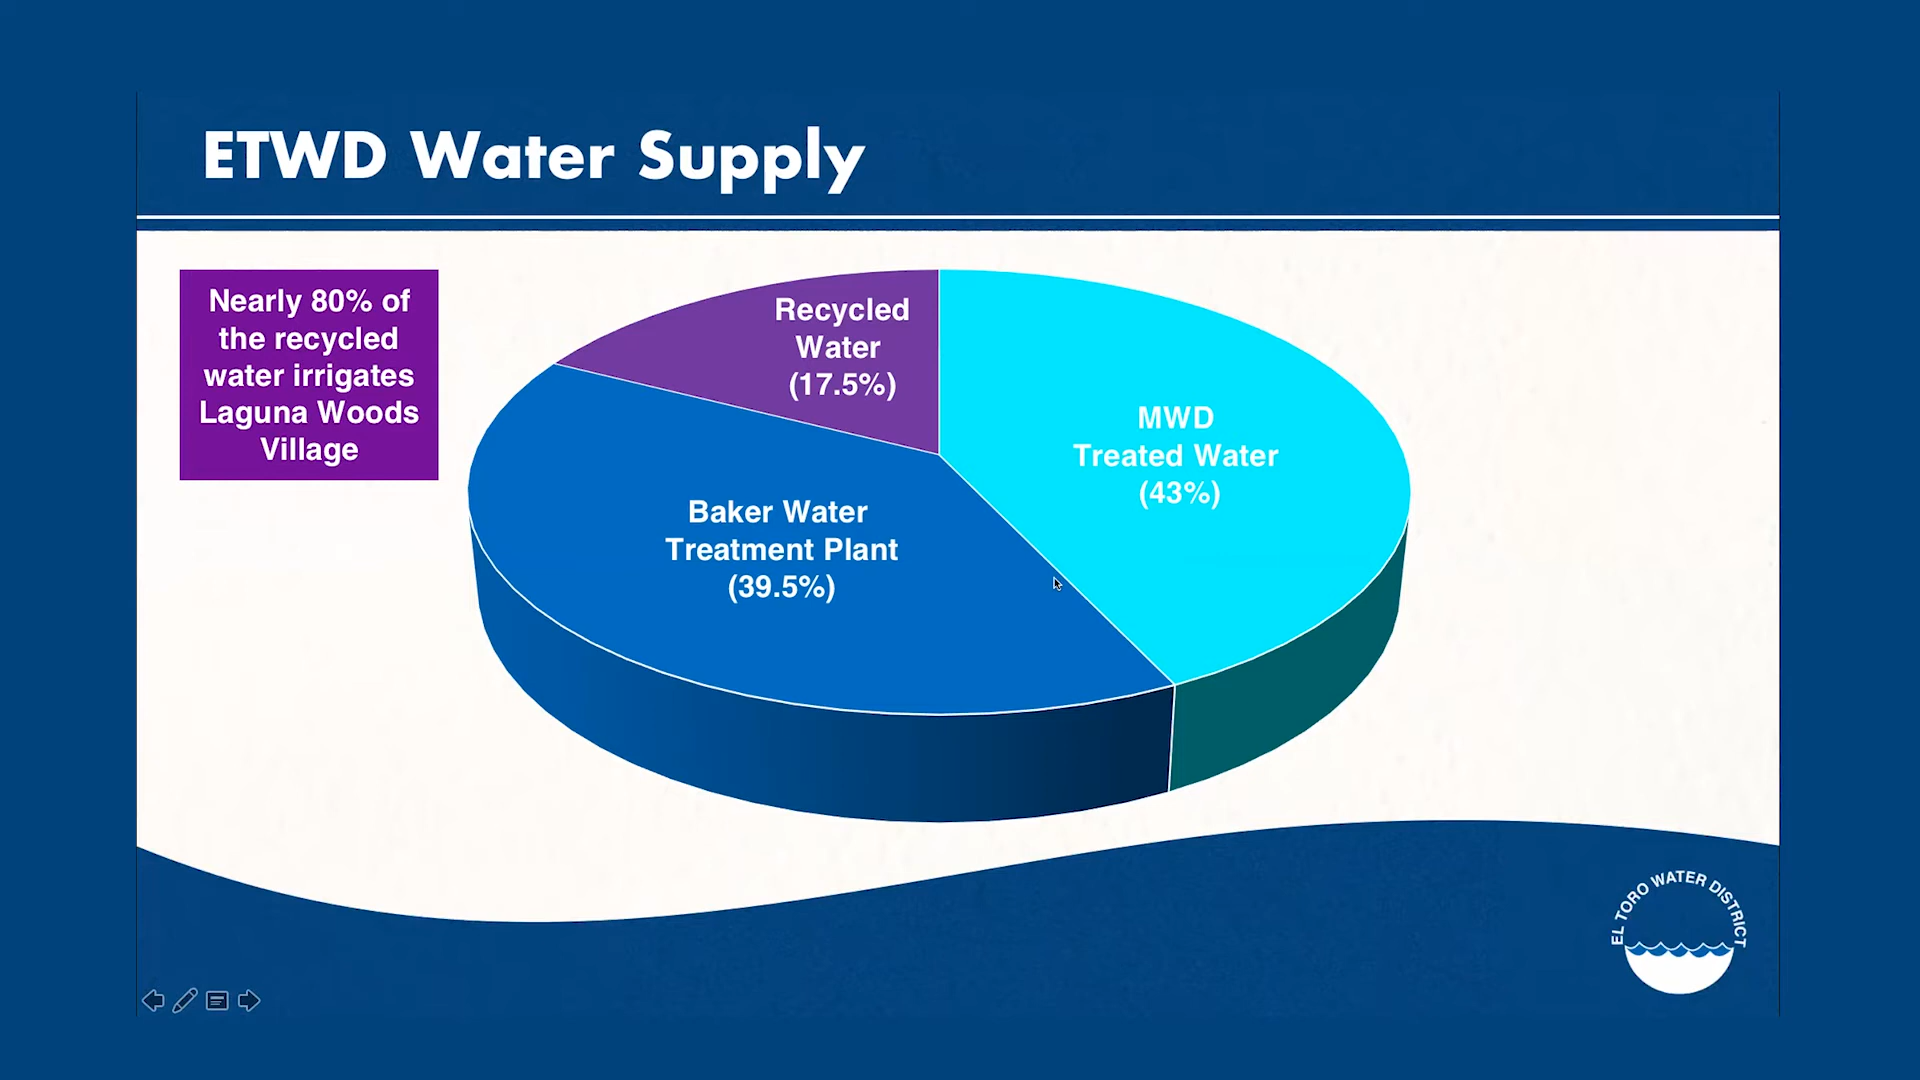 ETWD Water Supply
Nearly 80% of
the recycled
water irrigates
Laguna Woods
Village
Recycled
Water
(17.5%)
MWD
Treated Water
(43%)
Baker Water
Treatment Plant
(39.5%)
EL TORO WATER DISTRICT